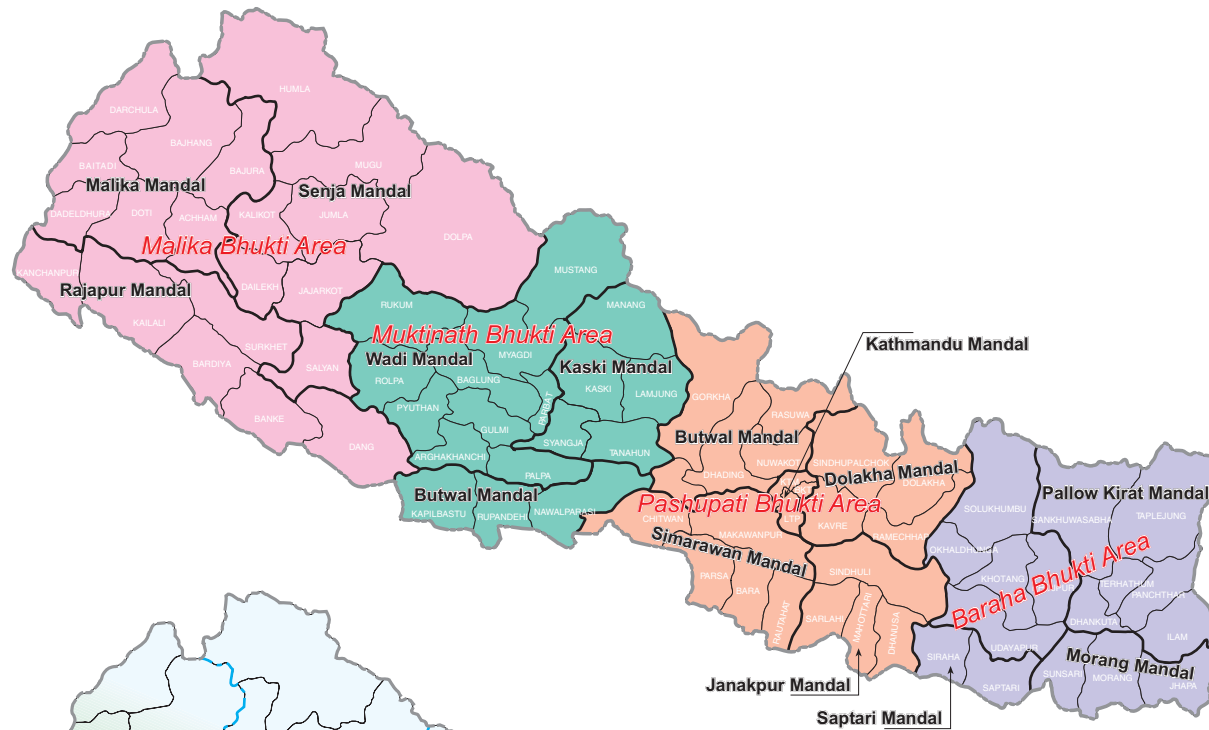 HUMLA
DARCHULA
BAJHANG
BAITADI
BAJURA
MUGU
Malika Mandal
Senja Mandal
DADELDHURA
DOTI
ACHHAM
KALIKOT
JUMLA
DOLPA
Malika Bhukti Area
KANCHANPUR
Rajapur Mandal
DAILEKH
JAJARKOT
KAILALI
SURKHET
BARDIYA
SALYAN
BANKE
DANG
MUSTANG
MANANG
RUKUM
Muktinath Bhukti Area
Wadi Mandal
MYAGDI
Kaski Mandal
ROLPA
BAGLUNG
KASKI
LAMJUNG
PYUTHAN
PARBAT
GULMI
SYANGJA
ARGHAKHANCHI
TANAHUN
PALPA
Butwal Mandal
KAPILBASTU
RUPANDEHI
NAWALPARASI
Kathmandu Mandal
GORKHA
RASUWA
Butwal Mandal
DHADING
NUWAKOT
SINDHUPALCHOK
Dolakha Mandal
DOLAKHA
Pashupati Bhukti Area
CHITWAN
LTP
KAVRE
MAKAWANPUR
RAMECHHAP
Simarawan Mandal
PARSA
BARA
RAUTAHAT
SINDHULI
SARLAHI
MAHOTTARI
DHANUSA
Janakpur Mandal
Saptari Mandal
SOLUKHUMBU
Pallow Kirat Mandal
SANKHUWASABHA
TAPLEJUNG
OKHALDHUNGA
KHOTANG
Baraha Bhukti Area
TERHATHUM
PANCHTHAR
DHANKUTA
ILAM
SIRAHA
UDAYAPUR
Morang Mandal
SAPTARI
SUNSARI
MORANG
JHAPA